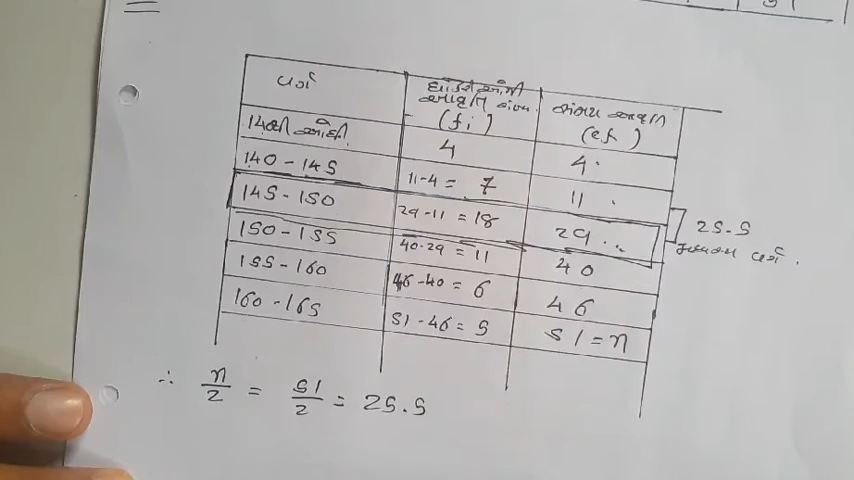 વર્ગ
આવૃત્તિ
(fi)
સંચય આવૃત્તિ
(cf)
140થી ઓછી
4
4
140-145
11-4 = 7
11
145-150
29-11 = 18
29
150-155
40-29 = 11
40
155-160
46-40 = 6
46
160-165
51-46 = 5
51 = n
25.5
મધ્યસ્થ વર્ગ.
∴ n/2 = 51/2 = 25.5